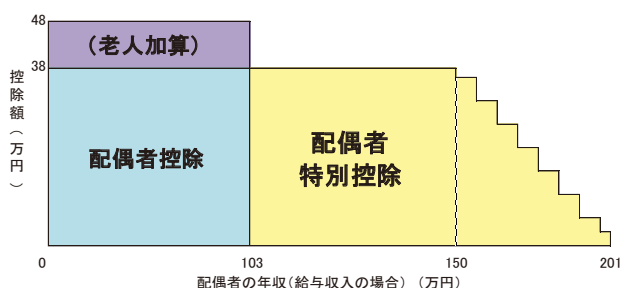 48
（老人加算）
38
控除額（万円）
配偶者控除
配偶者
特別控除
0 103 150 201
配偶者の年収（給与収入の場合）（万円）